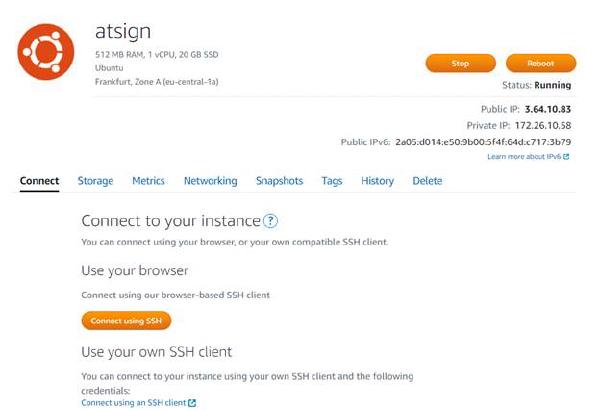 atsign
512 MB RAM, 1 vCPU, 20 GB SSD
Ubuntu
Frankfurt, Zone A (eu-central-1a)
Stop
Reboot
Status: Running
Public IP: 3.64.10.83
Private IP: 172.26.10.58
Public IPv6: 2a05:d014:e50:9b00:5f4f:64d:c717:3b79
Learn more about IPv6
Connect Storage Metrics Networking Snapshots Tags History Delete
Connect to your instance ?
You can connect using your browser, or your own compatible SSH client.
Use your browser
Connect using our browser-based SSH client
Connect using SSH
Use your own SSH client
You can connect to your instance using your own SSH client and the following
credentials:
Connect using an SSH client